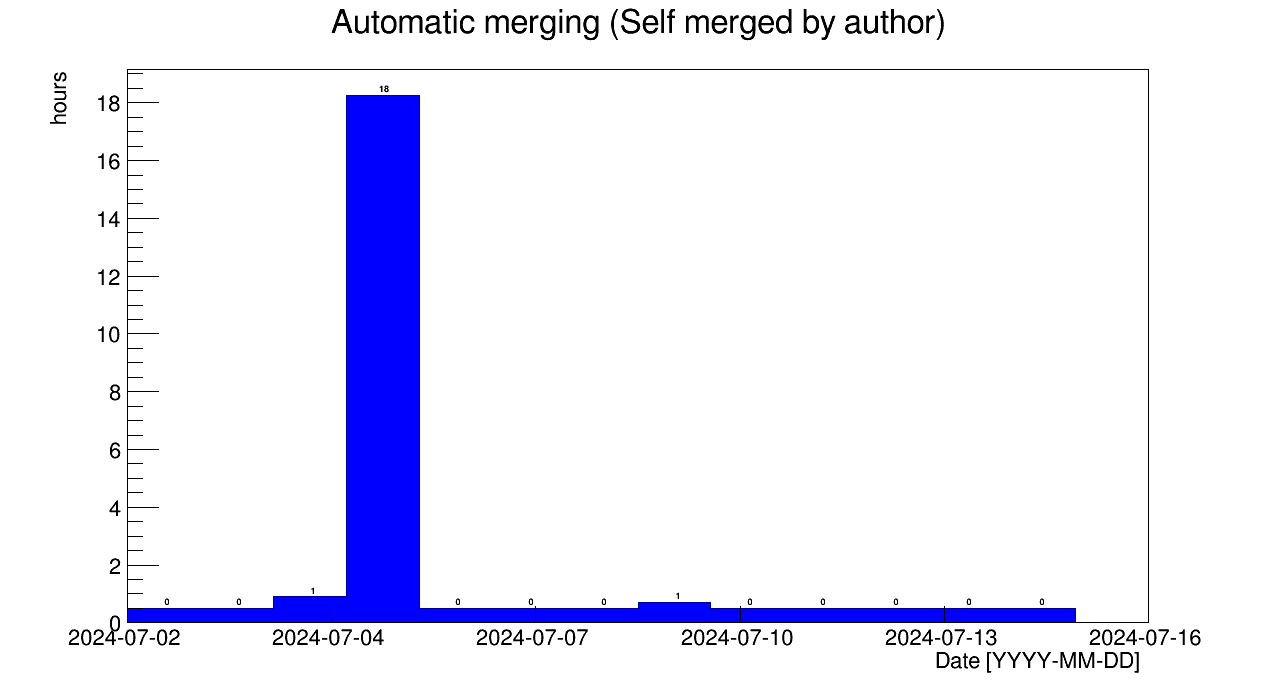 Automatic merging (Self merged by author)
hours
18
18
16
14
12
10
8
6
4
2
0
0 0 1 0 0 0 1 0 0 0 0 0
2024-07-02 2024-07-04 2024-07-07 2024-07-10 2024-07-13 2024-07-16
Date [YYYY-MM-DD]